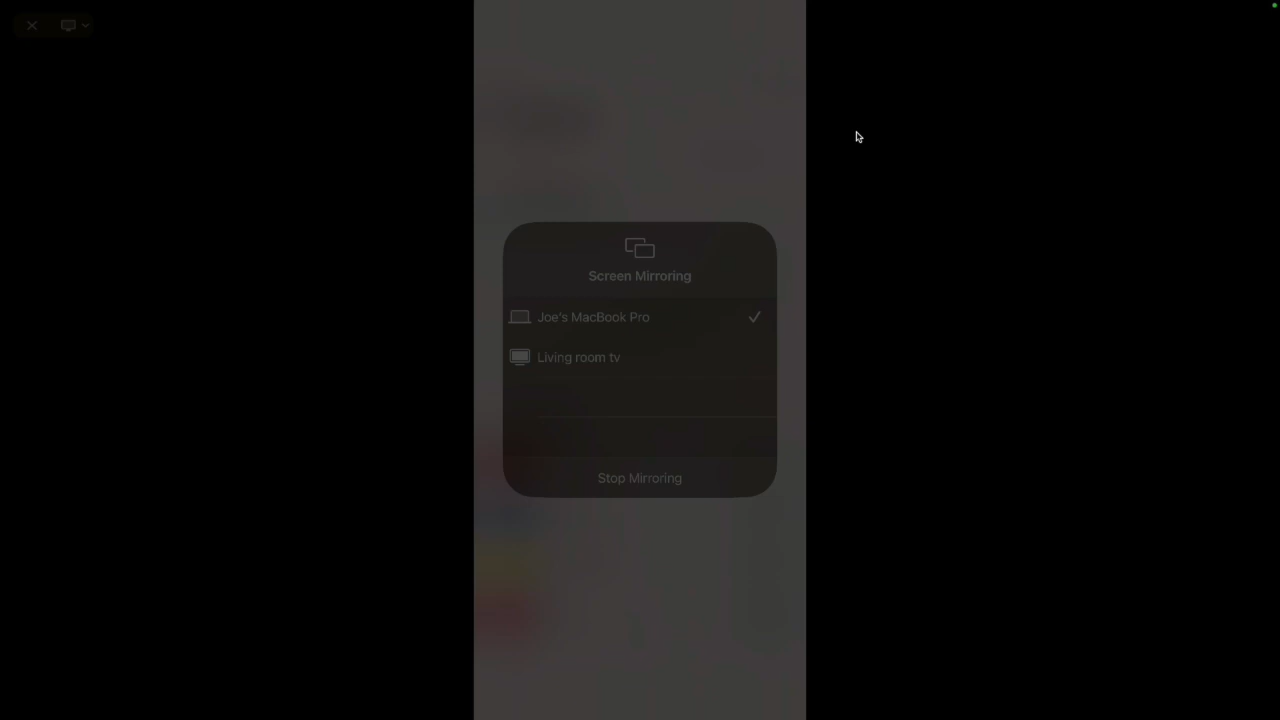 Screen Mirroring
Joe's MacBook Pro
Living room tv
Stop Mirroring